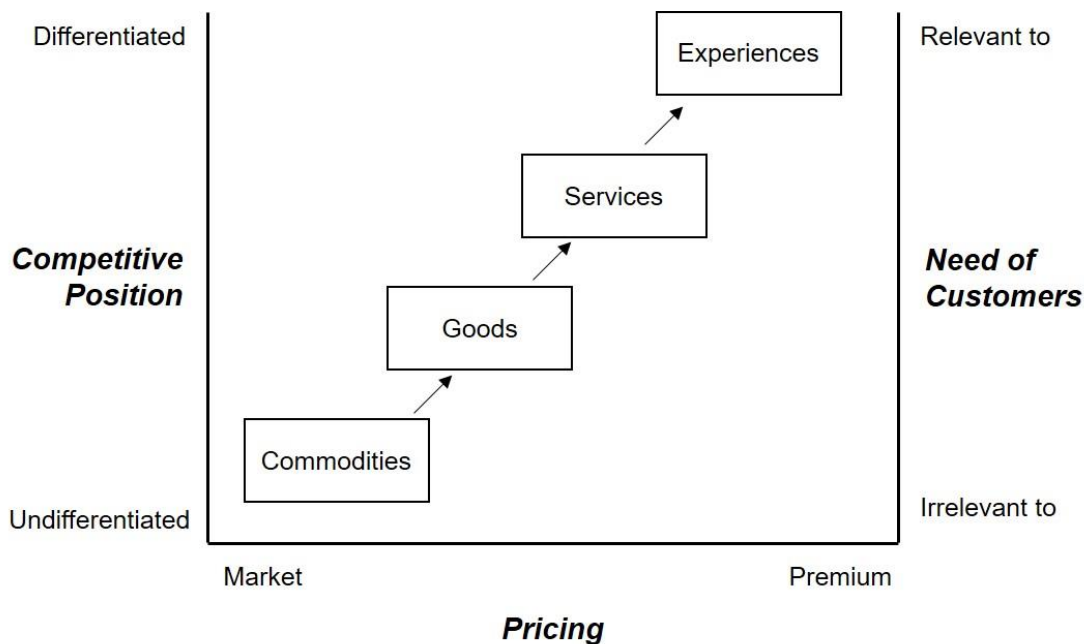 Differentiated
Experiences
Relevant to
Services
Competitive
Position
Need of
Customers
Goods
Commodities
Undifferentiated
Irrelevant to
Market
Premium
Pricing